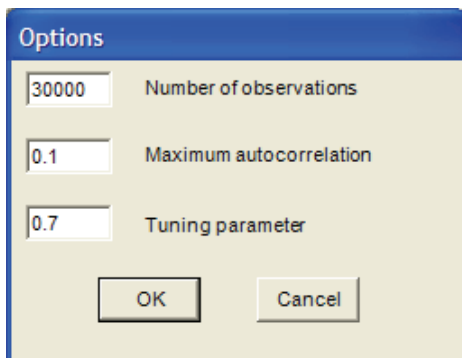 Options
30000 Number of observations
0.1 Maximum autocorrelation
0.7 Tuning parameter
OK Cancel